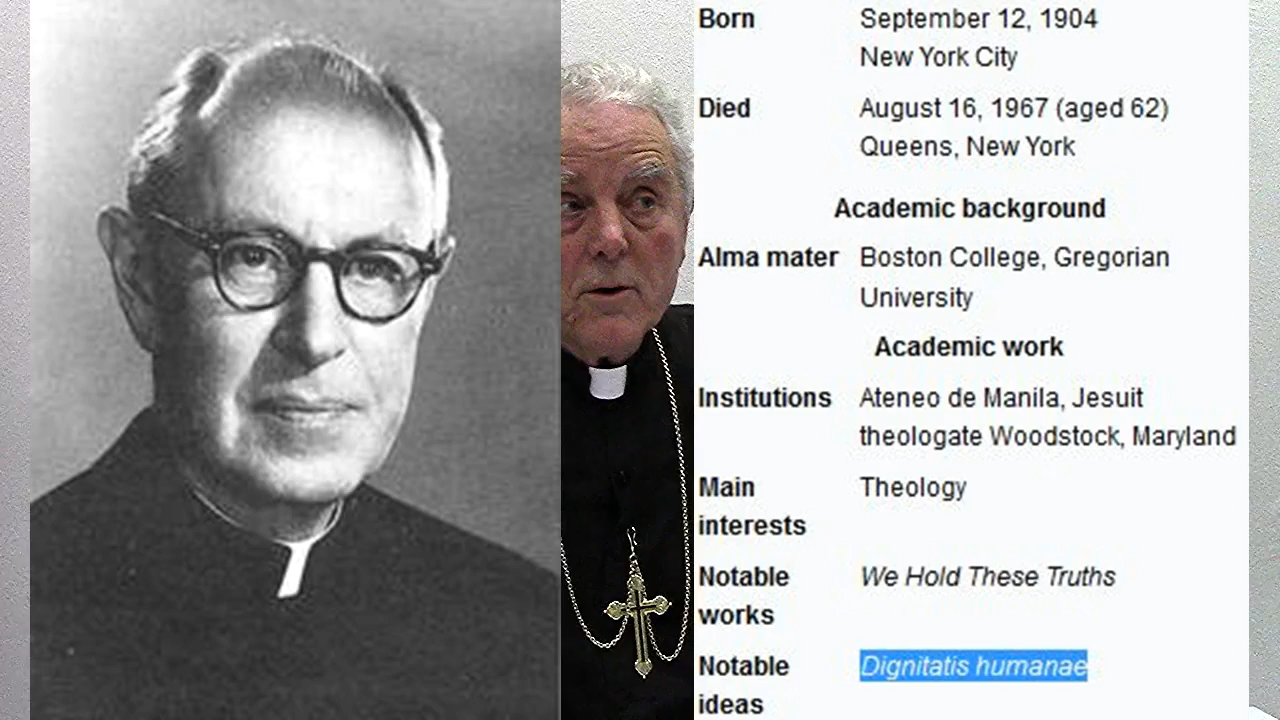 Born September 12, 1904
New York City
Died August 16, 1967 (aged 62)
Queens, New York
Academic background
Alma mater Boston College, Gregorian
University
Academic work
Institutions Ateneo de Manila, Jesuit
theologate Woodstock, Maryland
Main Theology
interests
Notable We Hold These Truths
works
Notable Dignitatis humanae
ideas